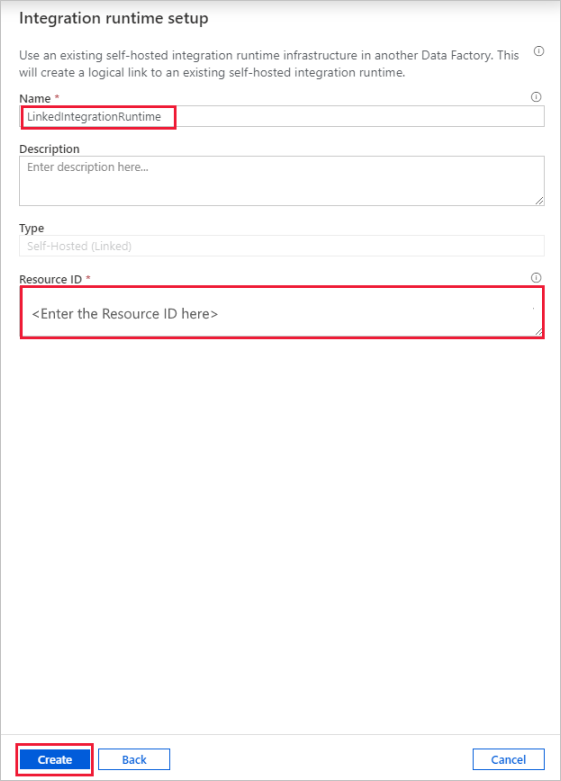 Integration runtime setup
Use an existing self-hosted integration runtime infrastructure in another Data Factory. This
will create a logical link to an existing self-hosted integration runtime.
Name *
LinkedIntegrationRuntime
Description
Enter description here...
Type
Self-Hosted (Linked)
Resource ID *
<Enter the Resource ID here>
Create
Back
Cancel